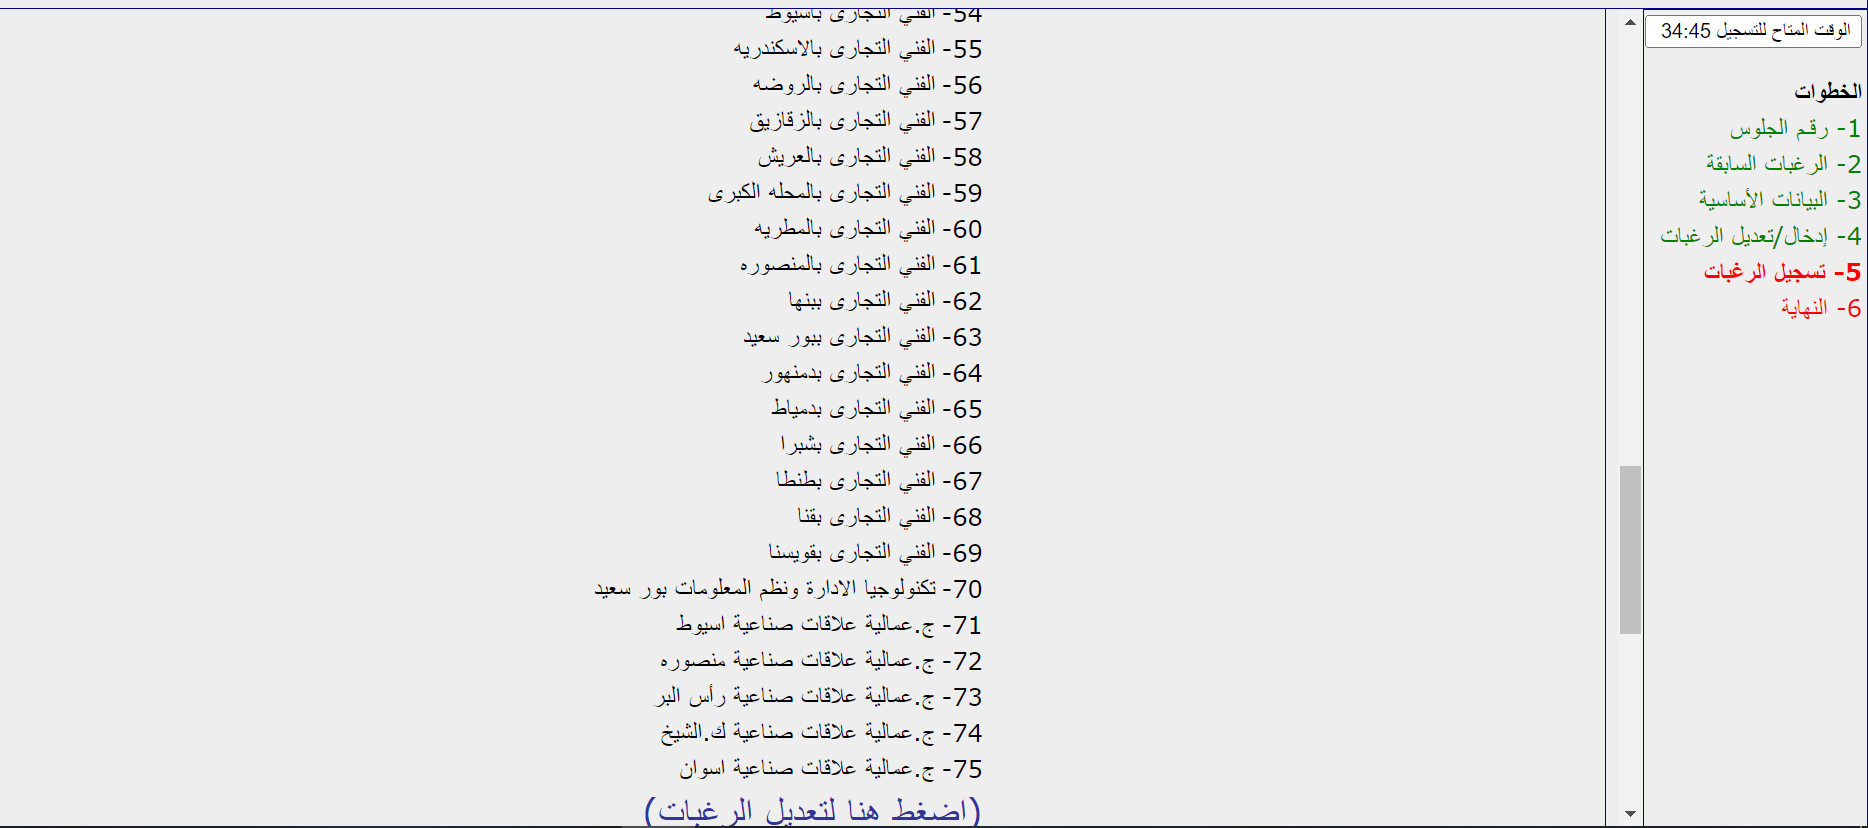 الوقت المتاح للتسجيل 34:45
الخطوات
1- رقم الجلوس
2- الرغبات السابقة
3- البيانات الأساسية
4- إدخال/تعديل الرغبات
5- تسجيل الرغبات
6- النهاية
54- الفني التجارى باسيوط
55- الفني التجارى بالاسكندريه
56- الفني التجارى بالروضه
57- الفني التجارى بالزقازيق
58- الفني التجارى بالعريش
59- الفني التجارى بالمحله الكبرى
60- الفني التجارى بالمطريه
61- الفني التجارى بالمنصوره
62- الفني التجارى ببنها
63- الفني التجارى ببور سعيد
64- الفني التجارى بدمنهور
65- الفني التجارى بدمياط
66- الفني التجارى بشبرا
67- الفني التجارى بطنطا
68- الفني التجارى بقنا
69- الفني التجارى بقويسنا
70- تكنولوجيا الادارة ونظم المعلومات بور سعيد
71- ج.عمالية علاقات صناعية اسيوط
72- ج.عمالية علاقات صناعية منصوره
73- ج.عمالية علاقات صناعية رأس البر
74- ج.عمالية علاقات صناعية ك.الشيخ
75- ج.عمالية علاقات صناعية اسوان
(اضغط هنا لتعديل الرغبات)